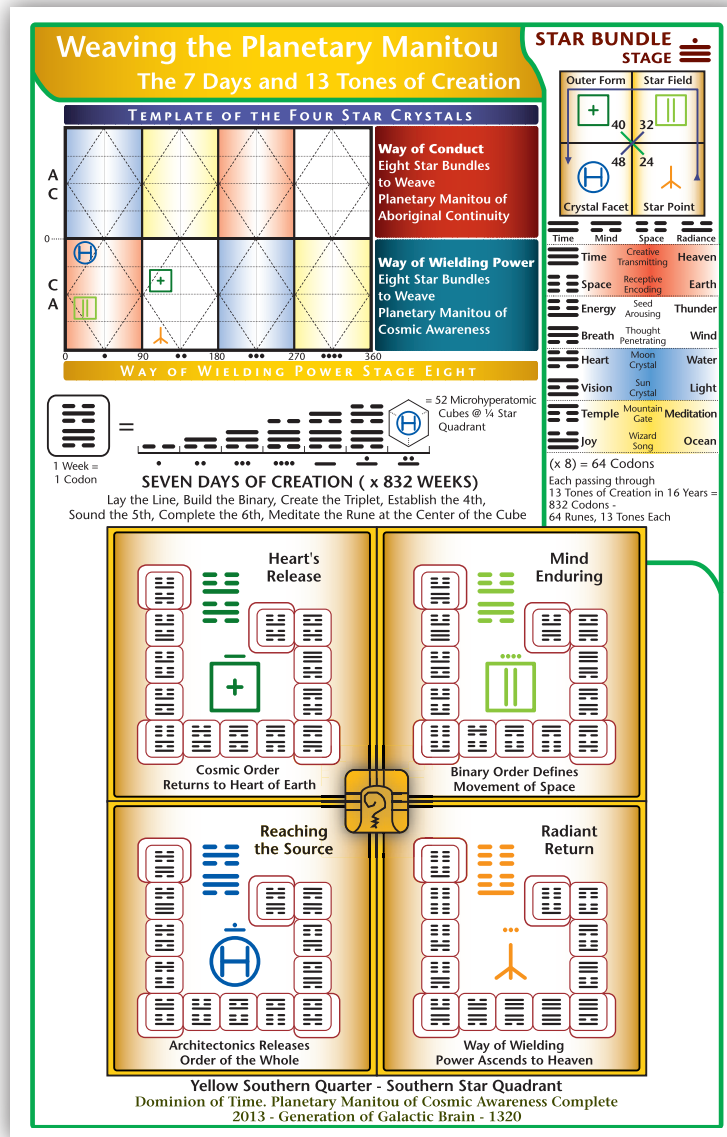 Weaving the Planetary Manitou
The 7 Days and 13 Tones of Creation
STAR BUNDLE
STAGE
TEMPLATE OF THE FOUR STAR CRYSTALS
A
C
0
C
A
0 90 180 270 360
Way of Conduct
Eight Star Bundles
to Weave
Planetary Manitou of
Aboriginal Continuity
Way of Wielding Power
Eight Star Bundles
to Weave
Planetary Manitou of
Cosmic Awareness
WAY OF WIELDING POWER STAGE EIGHT
Outer Form Star Field
40 32
48 24
Crystal Facet Star Point
Time Mind Space Radiance
Time Creative Transmitting Heaven
Space Receptive Encoding Earth
Energy Seed Arousing Thunder
Breath Thought Penetrating Wind
Heart Moon Crystal Water
Vision Sun Crystal Light
Temple Mountain Gate Meditation
Joy Wizard Song Ocean
(x 8) = 64 Codons
Each passing through
13 Tones of Creation in 16 Years =
832 Codons -
64 Runes, 13 Tones Each
1 Week =
1 Codon
=
= 52 Microhyperatomic
Cubes @ ¼ Star
Quadrant
SEVEN DAYS OF CREATION ( x 832 WEEKS)
Lay the Line, Build the Binary, Create the Triplet, Establish the 4th,
Sound the 5th, Complete the 6th, Meditate the Rune at the Center of the Cube
Heart's
Release
Cosmic Order
Returns to Heart of Earth
Mind
Enduring
Binary Order Defines
Movement of Space
Reaching
the Source
Architectonics Releases
Order of the Whole
Radiant
Return
Way of Wielding
Power Ascends to Heaven
Yellow Southern Quarter - Southern Star Quadrant
Dominion of Time. Planetary Manitou of Cosmic Awareness Complete
2013 - Generation of Galactic Brain - 1320